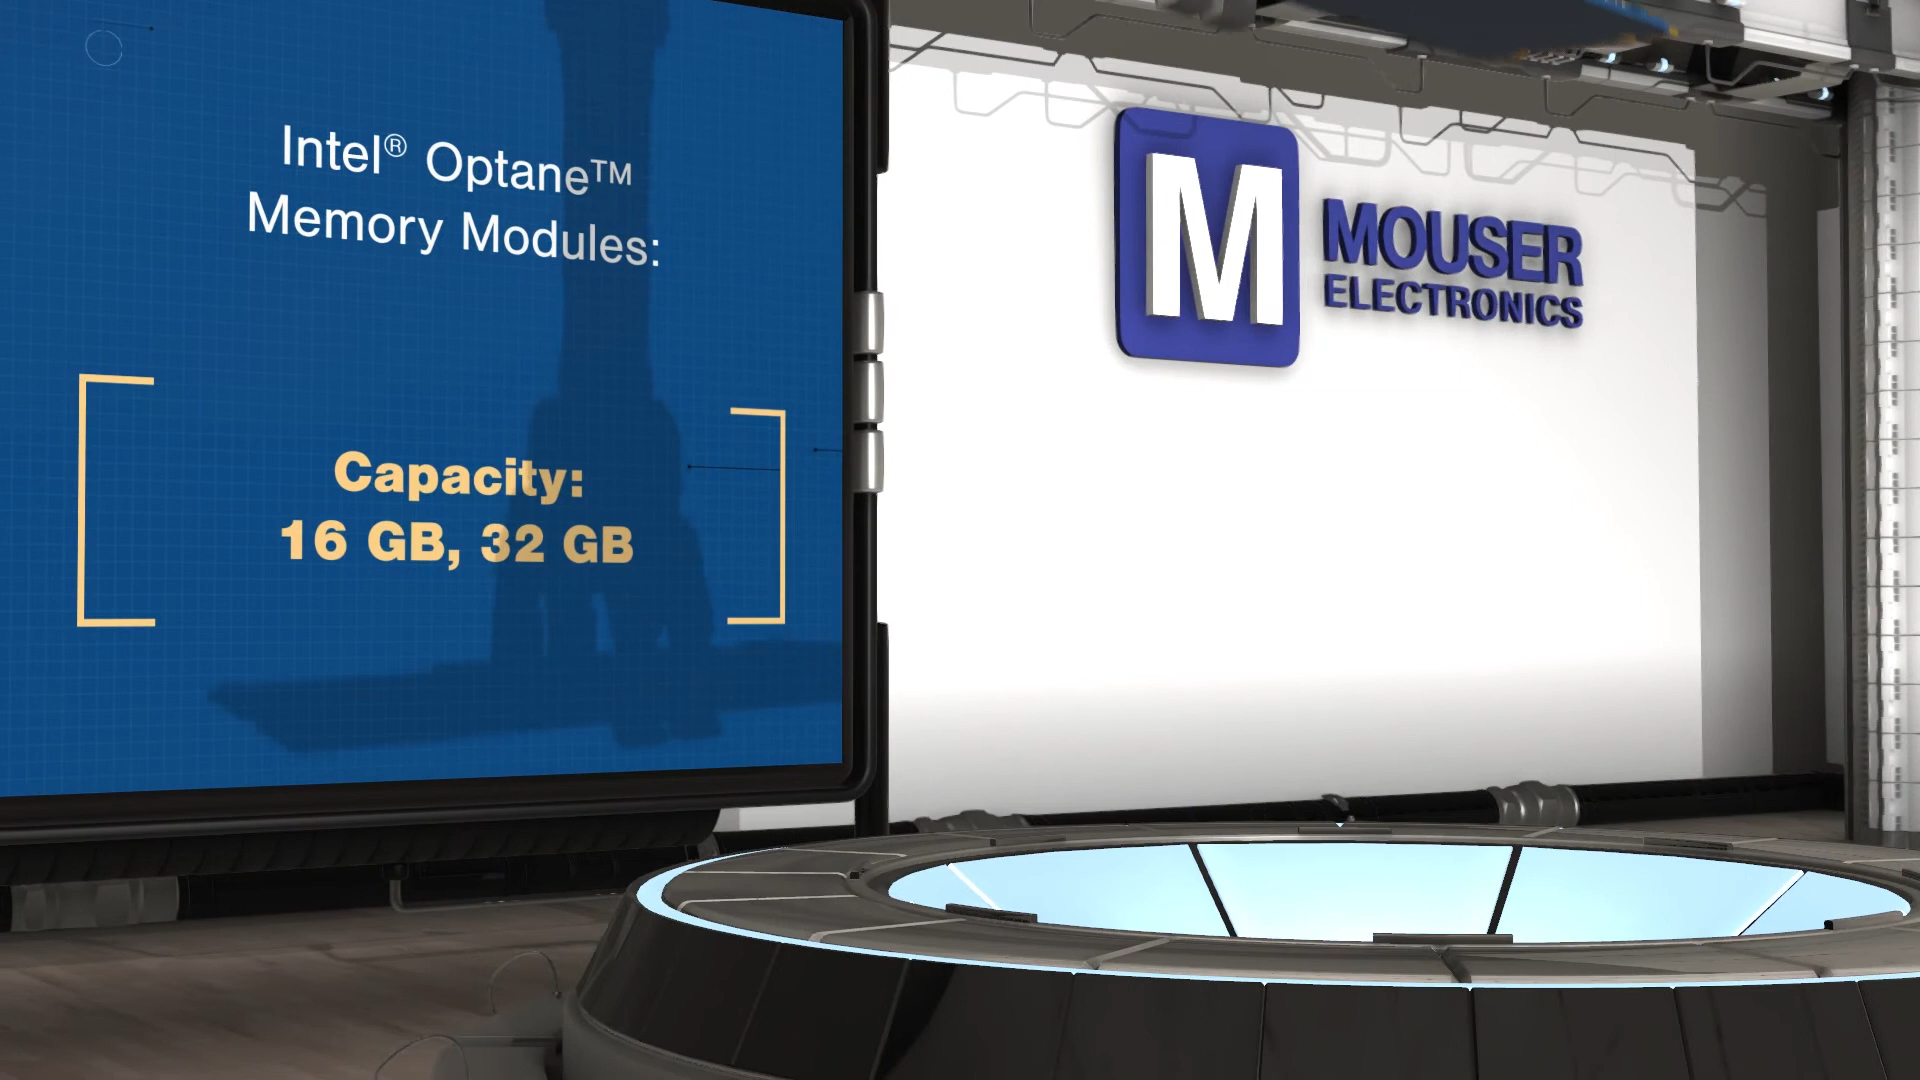 Intel® Optane™
Memory Modules:
Capacity:
16 GB, 32 GB
M
MOUSER
ELECTRONICS